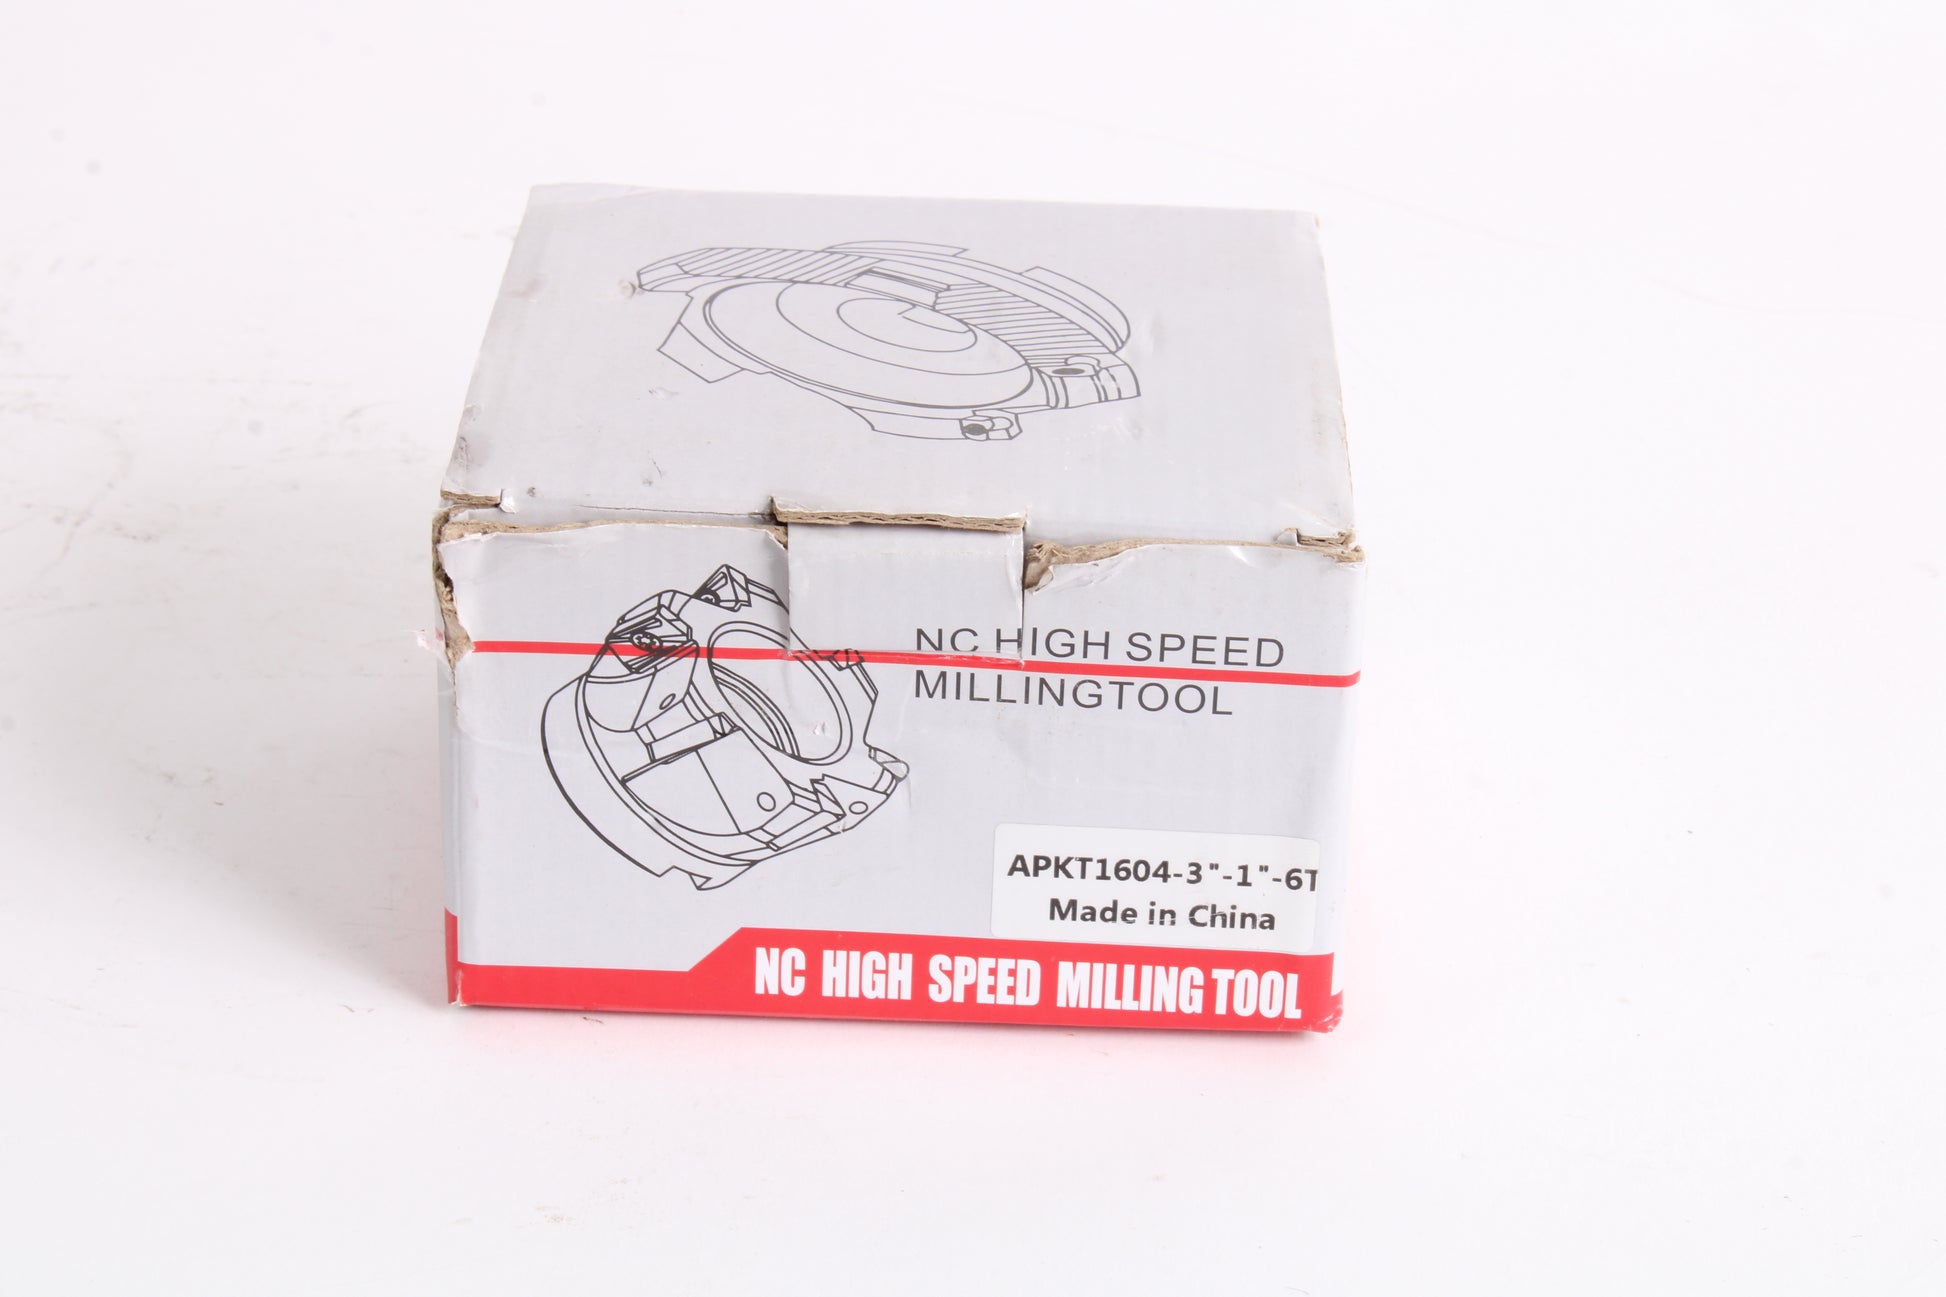 NC HIGH SPEED
MILLINGTOOL
APKT1604-3"-1"-6T
Made in China
NC HIGH SPEED MILLING TOOL